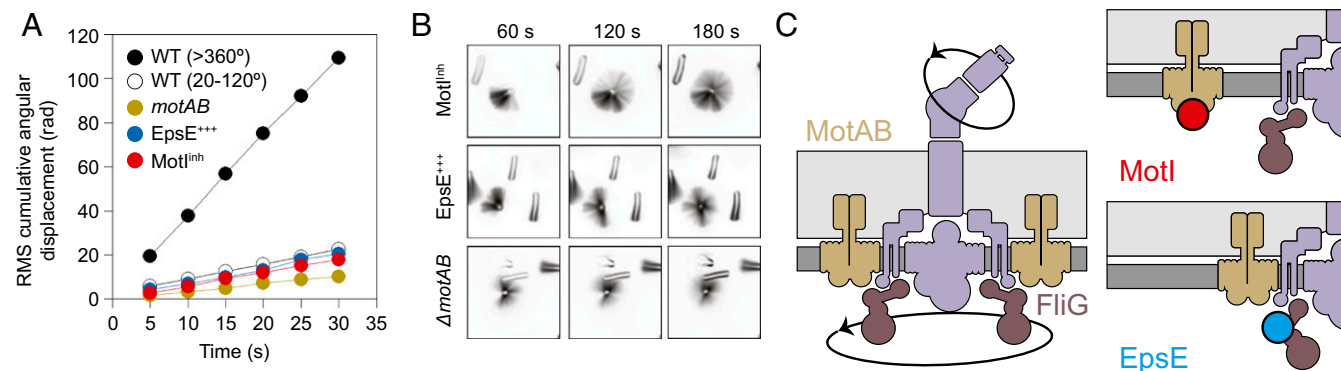 A
RMS cumulative angular
displacement (rad)
120
100
80
60
40
20
0
WT (>360º)
WT (20-120º)
motAB
EpsE+++
MotIinh
0 5 10 15 20 25 30 35
Time (s)
B
60 s 120 s 180 s
MotIInh
EpsE+++
ΔmotAB
C
MotAB
FliG
MotI
EpsE